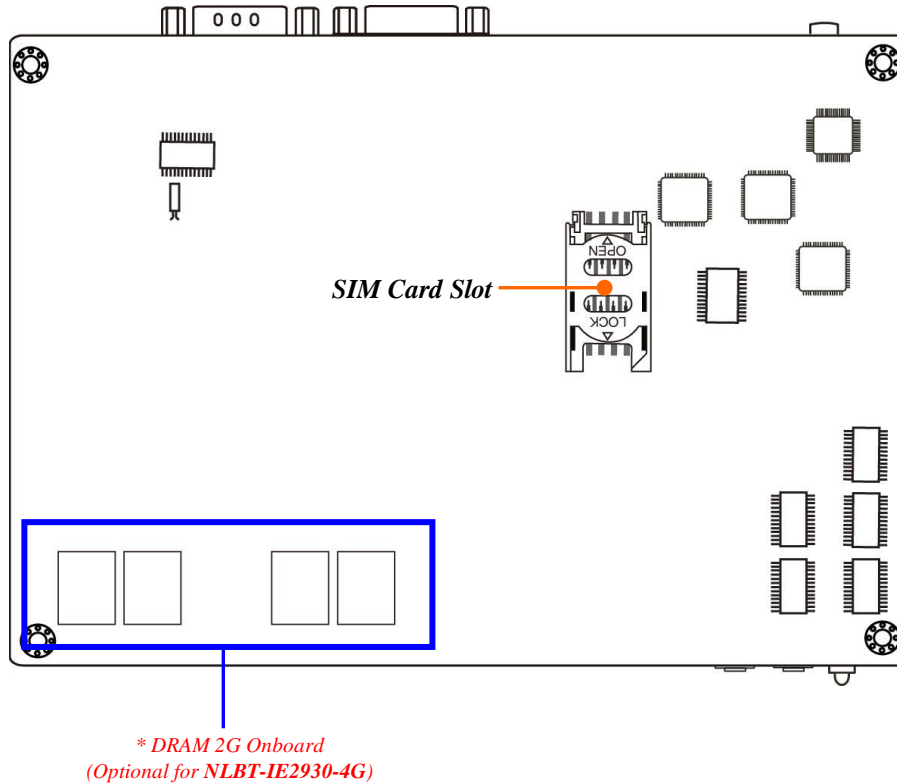 OPEN
SIM Card Slot
LOCK
* DRAM 2G Onboard
(Optional for NLBT-IE2930-4G)